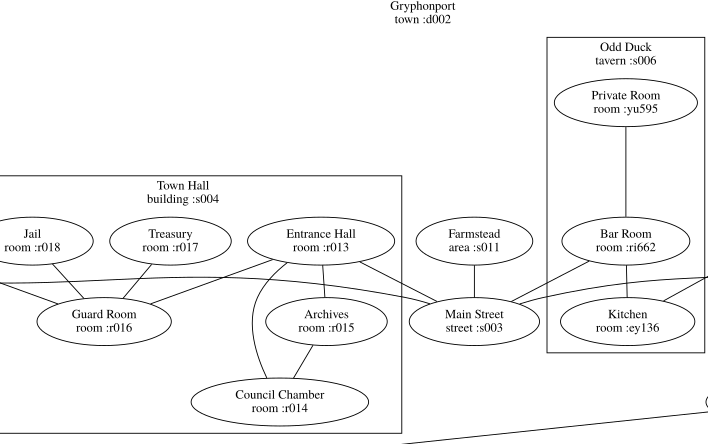 Gryphonport
town :d002
Odd Duck
tavern :s006
Private Room
room :yu595
Town Hall
building :s004
Jail
room :r018
Treasury
room :r017
Entrance Hall
room :r013
Farmstead
area :s011
Bar Room
room :ri662
Guard Room
room :r016
Archives
room :r015
Main Street
street :s003
Kitchen
room :ey136
Council Chamber
room :r014